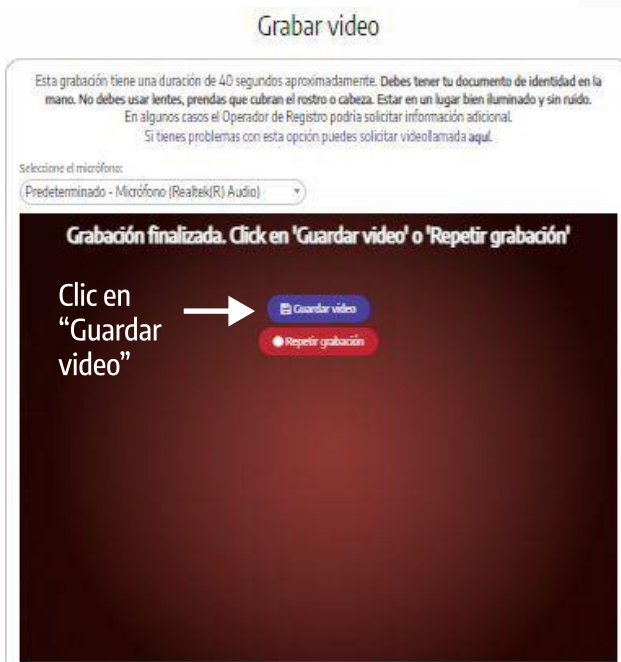 Grabar video
Esta grabación tiene una duración de 40 segundos aproximadamente. Debes tener tu documento de identidad en la
mano. No debes usar lentes, prendas que cubran el rostro o cabeza. Estar en un lugar bien iluminado y sin ruido.
En algunos casos el Operador de Registro podría solicitar información adicional.
Si tienes problemas con esta opción puedes solicitar videollamada aquí.
Seleccione el micrófono:
Predeterminado - Micrófono (Realtek(R) Audio)
Grabación finalizada. Click en 'Guardar video' o 'Repetir grabación'
Clic en
“Guardar
video”
Guardar video
Repetir grabación